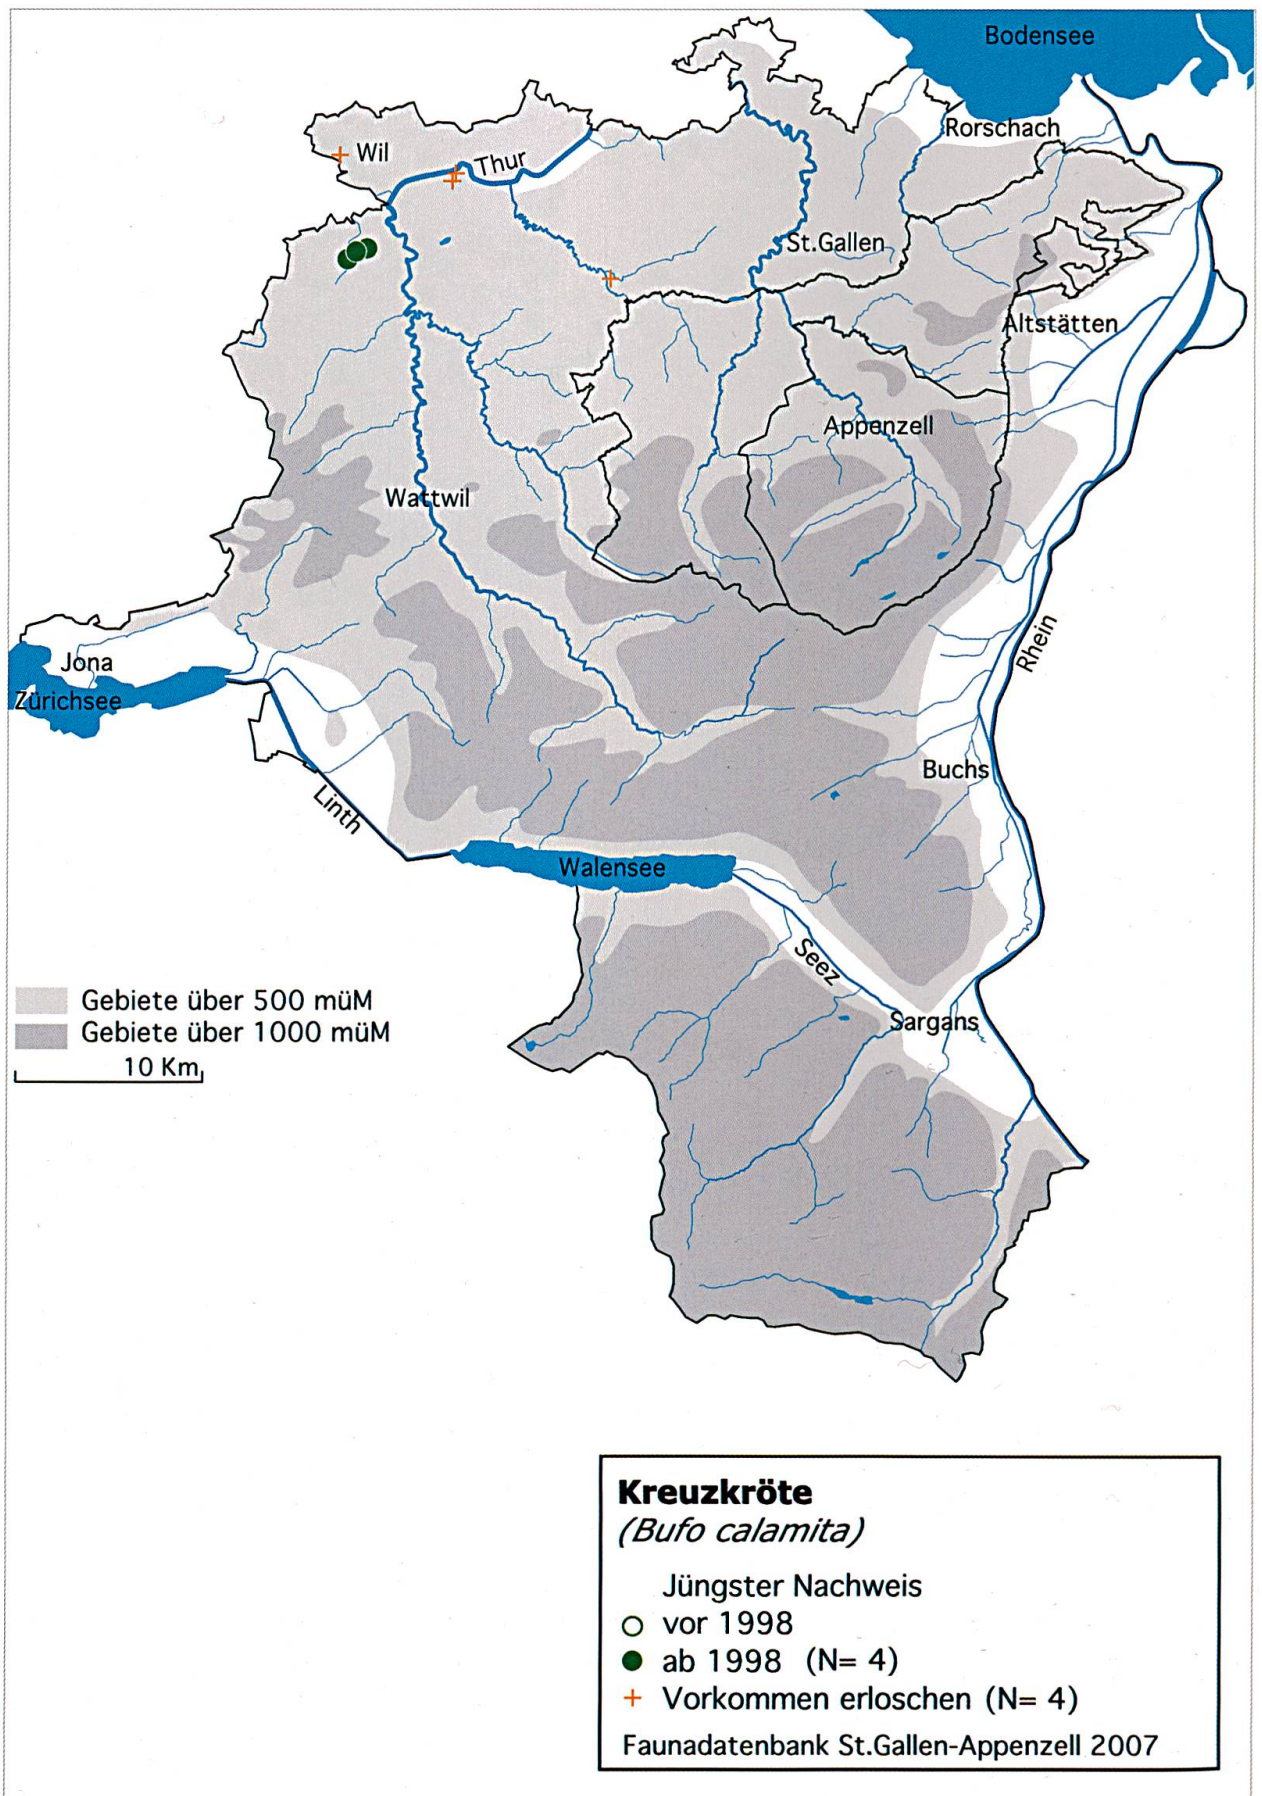 Bodensee
Rorschach
Wil
Thur
St.Gallen
Altstätten
Appenzell
Wattwil
Rhein
Jona
Zürichsee
Buchs
Linth
Walensee
Seez
Sargans
Gebiete über 500 müM
Gebiete über 1000 müM
10 Km
Kreuzkröte
(Bufo calamita)
Jüngster Nachweis
vor 1998
ab 1998 (N= 4)
Vorkommen erloschen (N= 4)
Faunadatenbank St.Gallen-Appenzell 2007